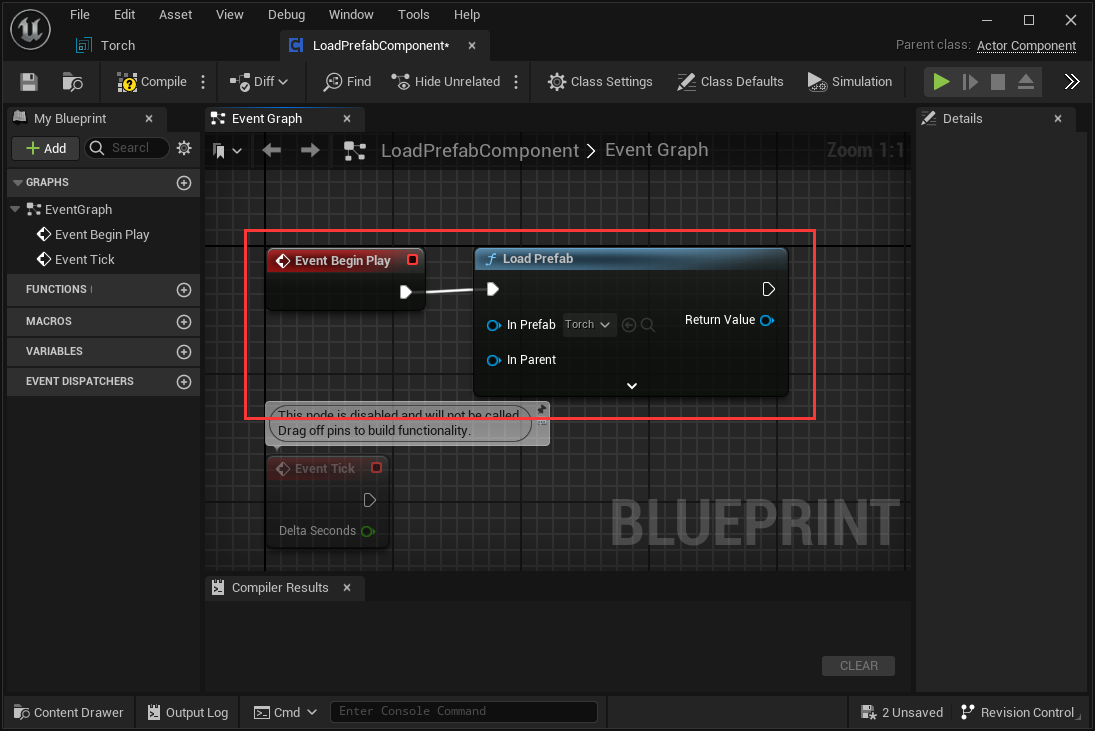 File Edit Asset View Debug Window Tools Help
Torch
LoadPrefabComponent*
Parent class: Actor Component
Compile
Diff
Find
Hide Unrelated
Class Settings
Class Defaults
Simulation
My Blueprint
Event Graph
Details
Add
Search
LoadPrefabComponent > Event Graph
Zoom 1:1
GRAPHS
EventGraph
Event Begin Play
Event Tick
FUNCTIONS
MACROS
VARIABLES
EVENT DISPATCHERS
Event Begin Play
Load Prefab
In Prefab Torch
Return Value
In Parent
This node is disabled and will not be called.
Drag off pins to build functionality.
Event Tick
Delta Seconds
BLUEPRINT
Compiler Results
CLEAR
Content Drawer
Output Log
Cmd
Enter Console Command
2 Unsaved
Revision Control